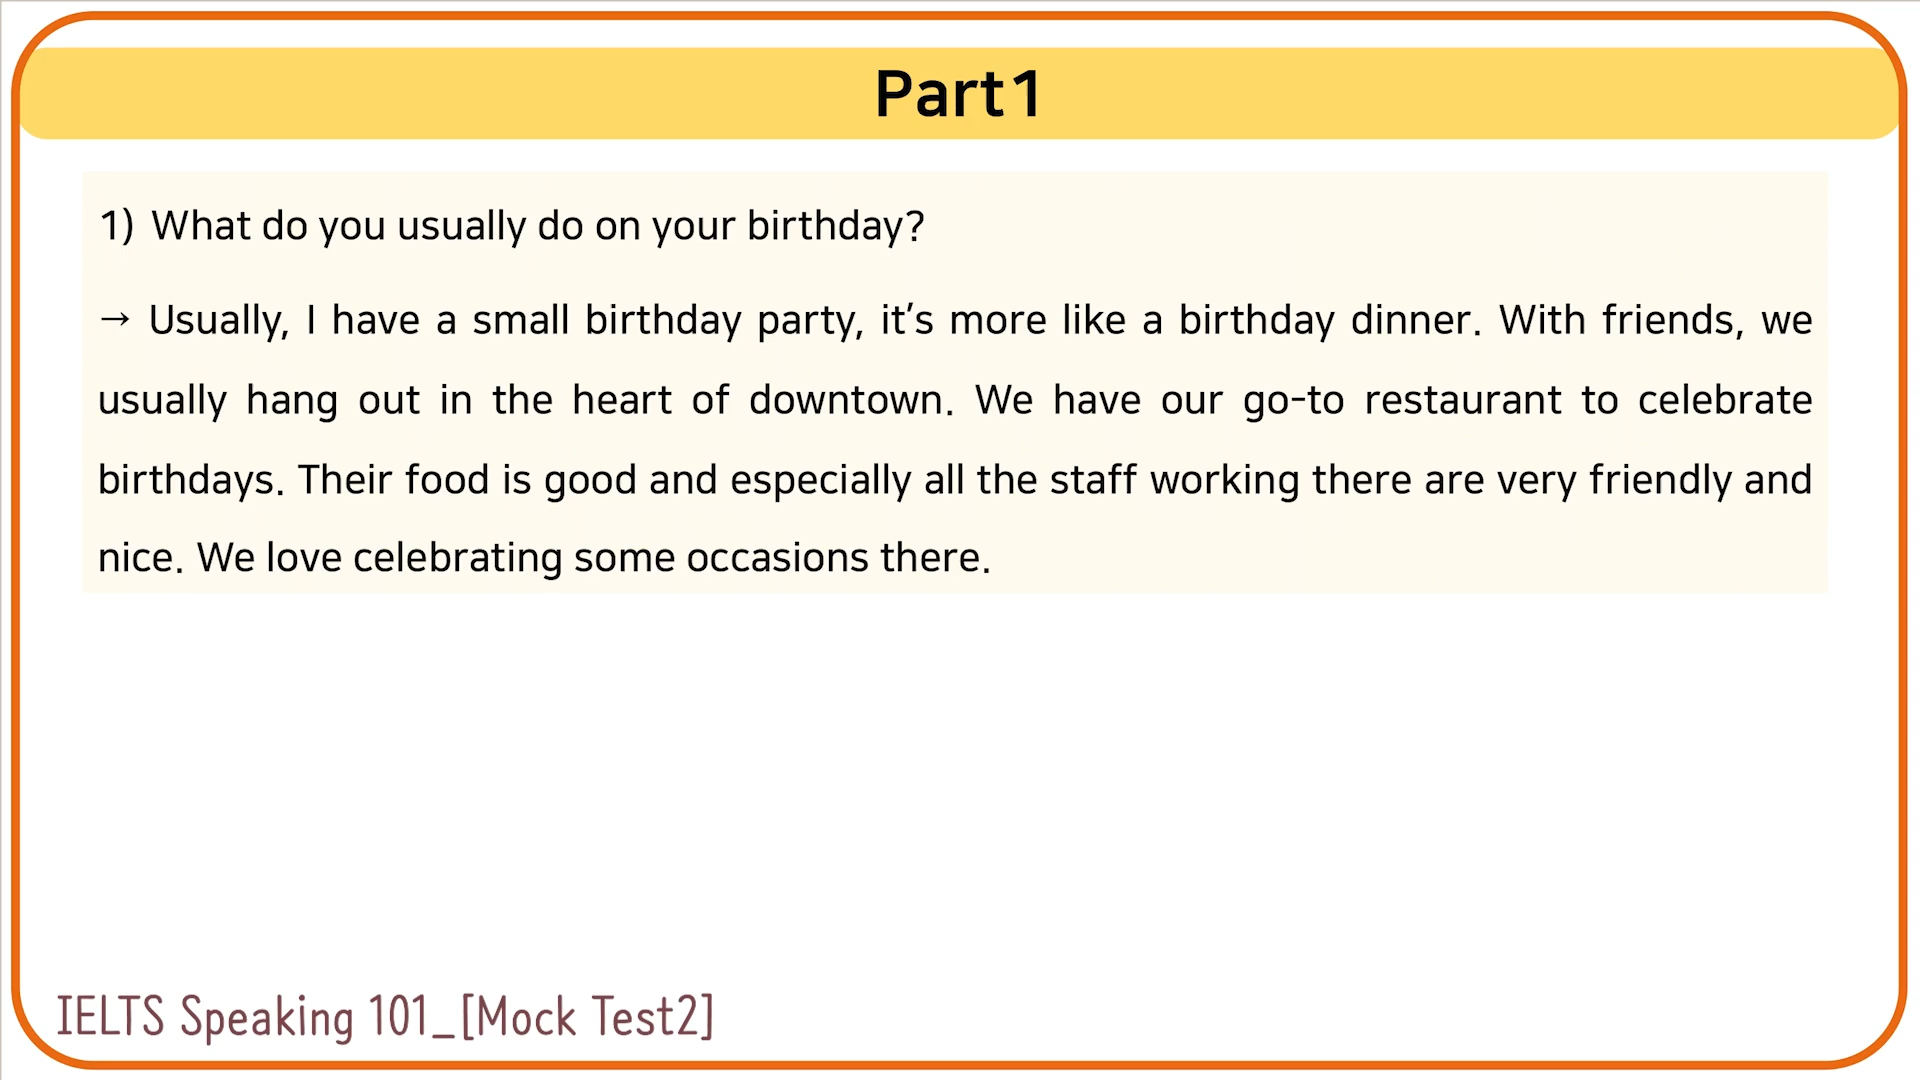 Part1
1) What do you usually do on your birthday?
→ Usually, I have a small birthday party, it’s more like a birthday dinner. With friends, we
usually hang out in the heart of downtown. We have our go-to restaurant to celebrate
birthdays. Their food is good and especially all the staff working there are very friendly and
nice. We love celebrating some occasions there.
IELTS Speaking 101_[Mock Test2]